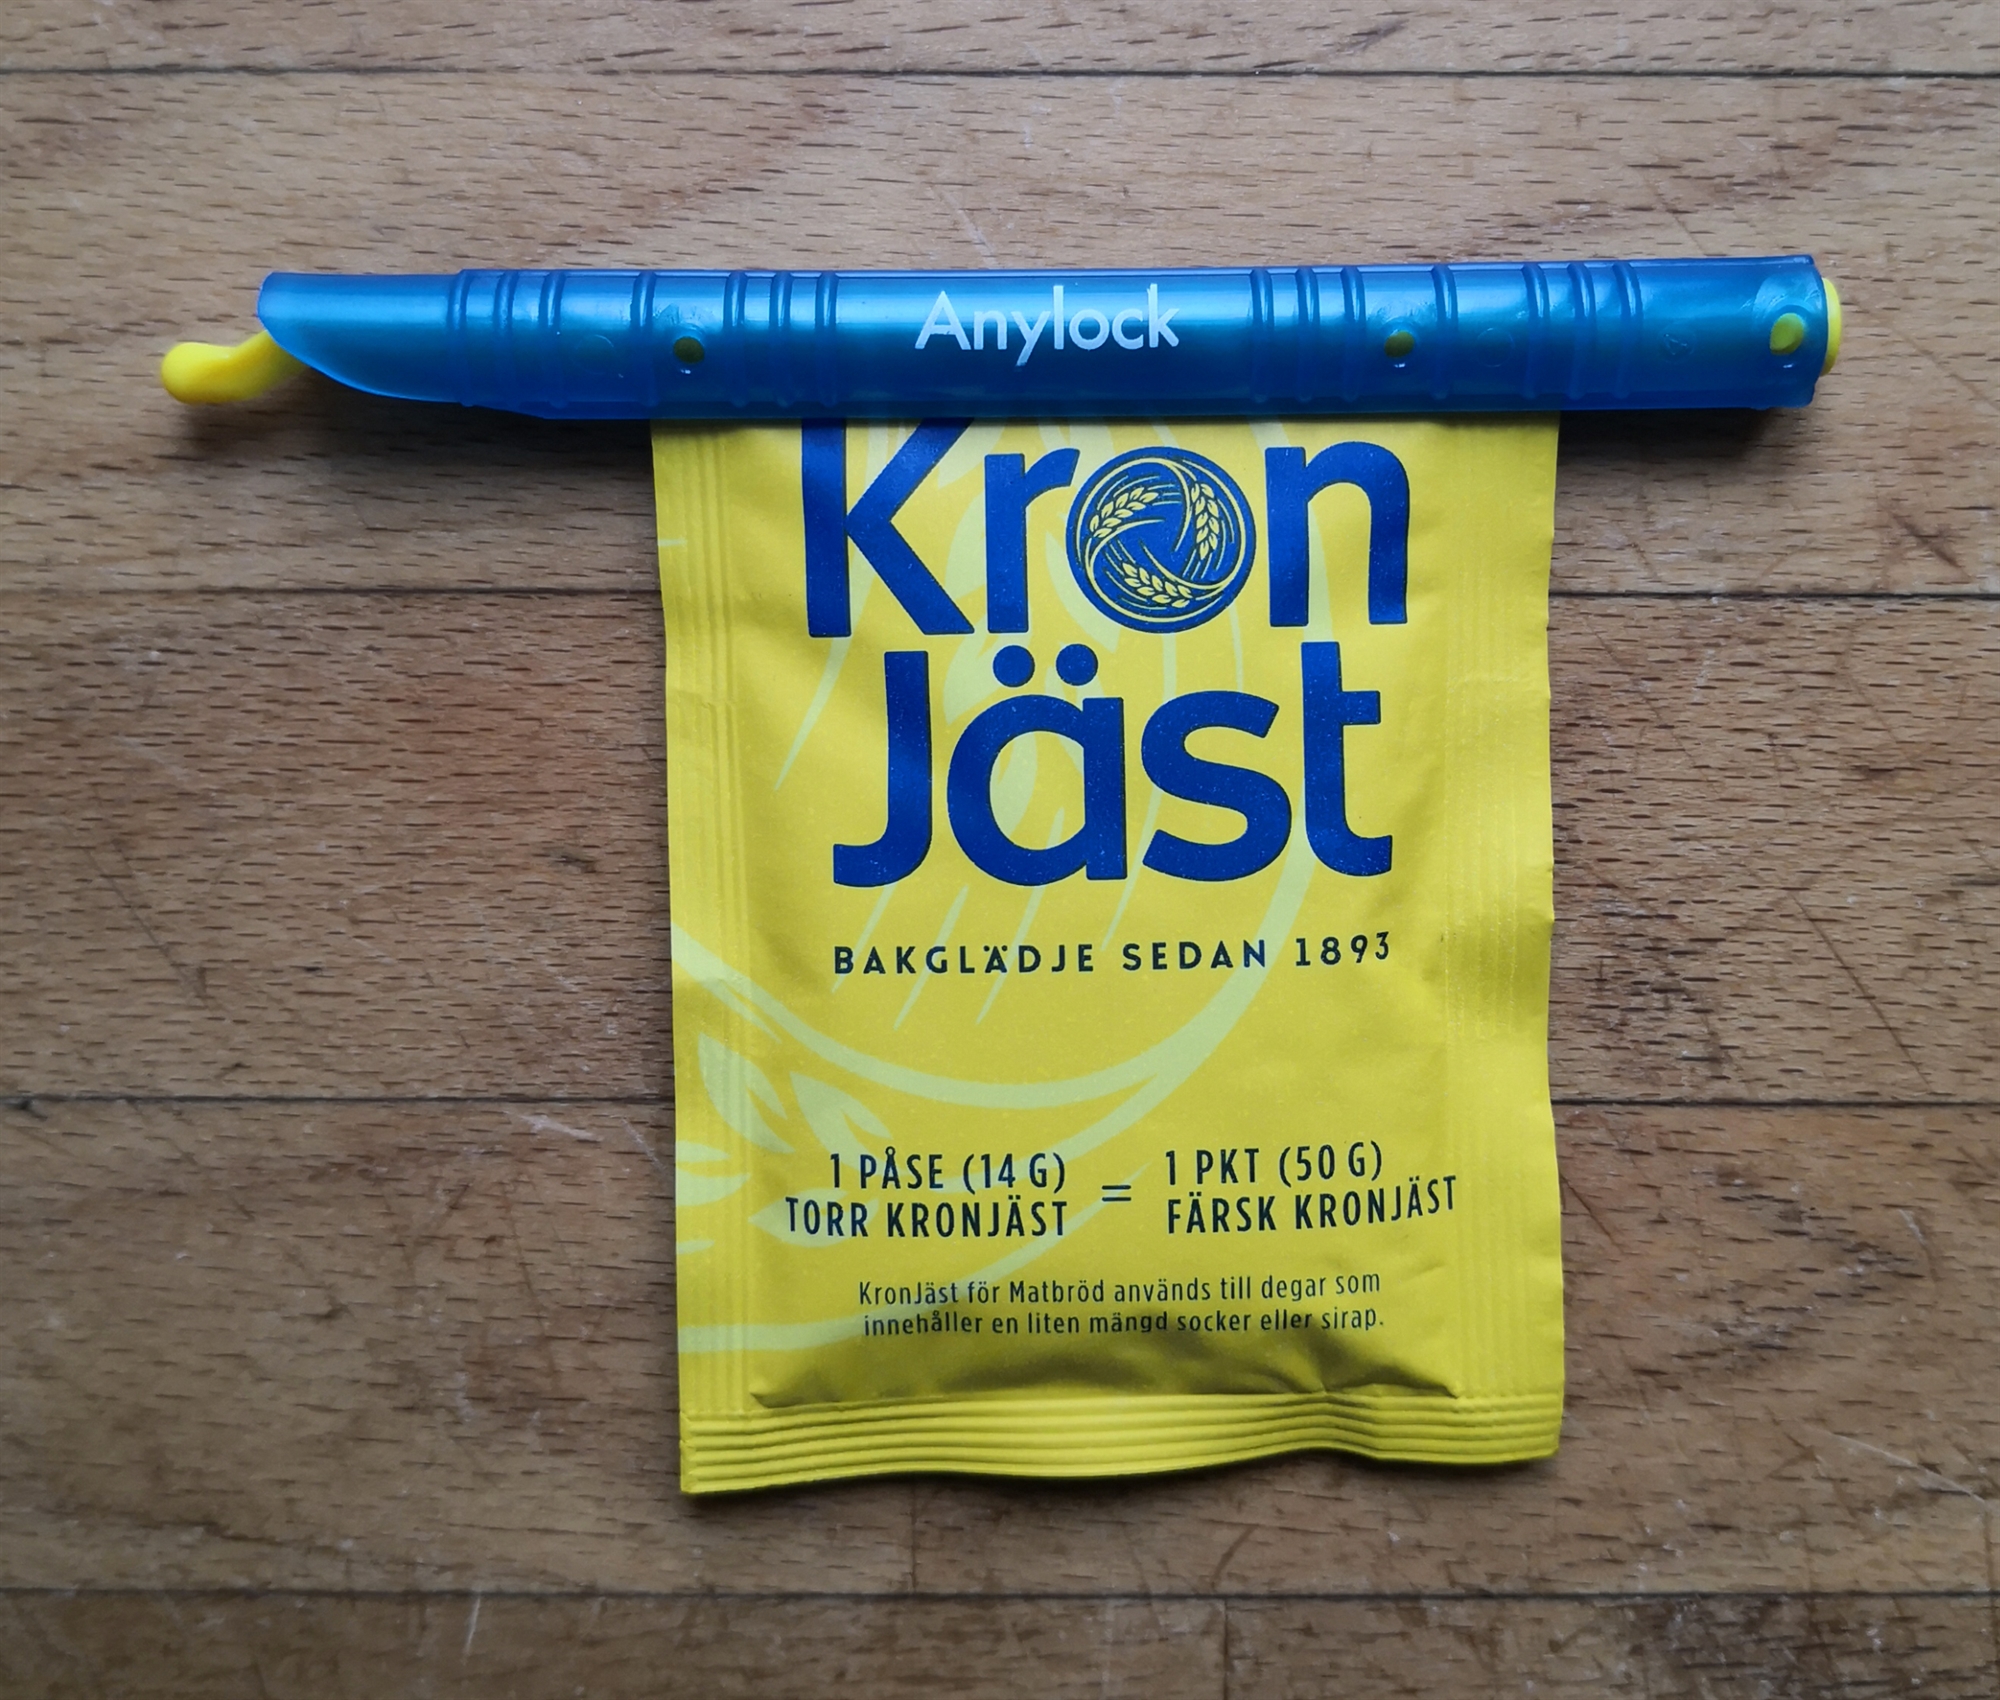 Anylock
Kron
Jäst
BAKGLÄDJE SEDAN 1893
1 PÅSE (14 G) = 1 PKT (50 G)
TORR KRONJÄST FÄRSK KRONJÄST
KronJäst för Matbröd används till degar som
innehåller en liten mängd socker eller sirap.